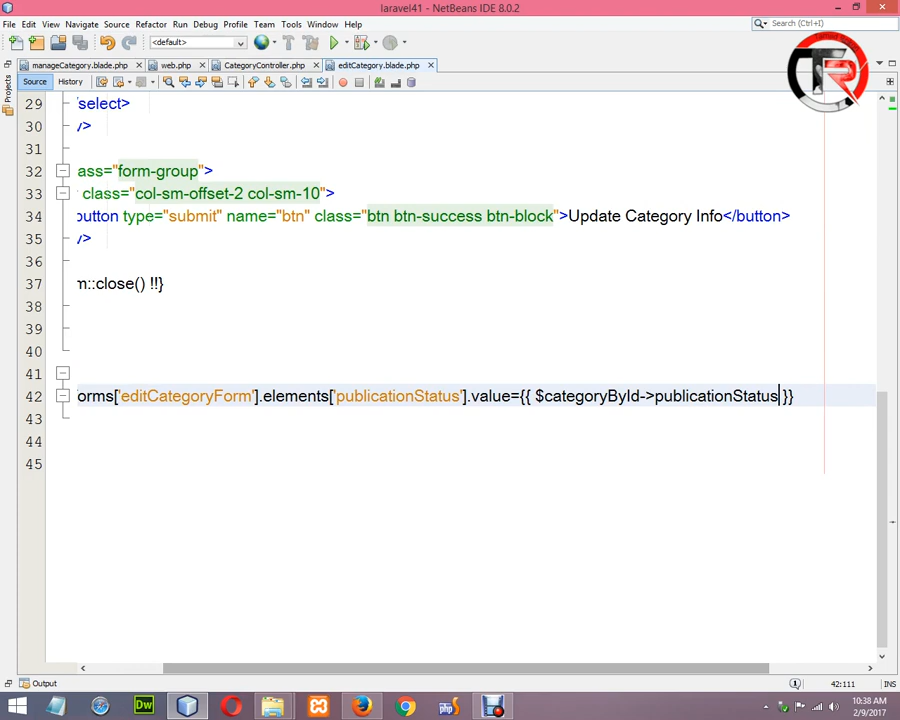 laravel41 - NetBeans IDE 8.0.2
File Edit View Navigate Source Refactor Run Debug Profile Team Tools Window Help
Search (Ctrl+I)
<default>
manageCategory.blade.php web.php CategoryController.php editCategory.blade.php
Source History
Projects
29 'select>
30 />
31
32 ass="form-group">
33 class="col-sm-offset-2 col-sm-10">
34 button type="submit" name="btn" class="btn btn-success btn-block">Update Category Info</button>
35 />
36
37 m::close() !!}
38
39
40
41
42 orms['editCategoryForm'].elements['publicationStatus'].value={{ $categoryById->publicationStatus }}
43
44
45
Output
42:111 INS
Dw
php
10:38 AM
2/9/2017